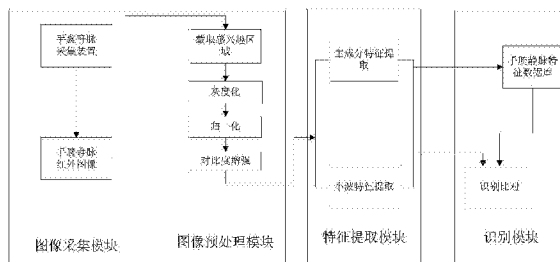 手掌静脉
采集装置
手掌静脉
红外图像
图像采集模块
截取感兴趣区
域
灰度化
归一化
对比度增强
图像预处理模块
主成分特征提
取
小波特征提取
特征提取模块
手掌静脉特
征数据库
识别比对
识别模块